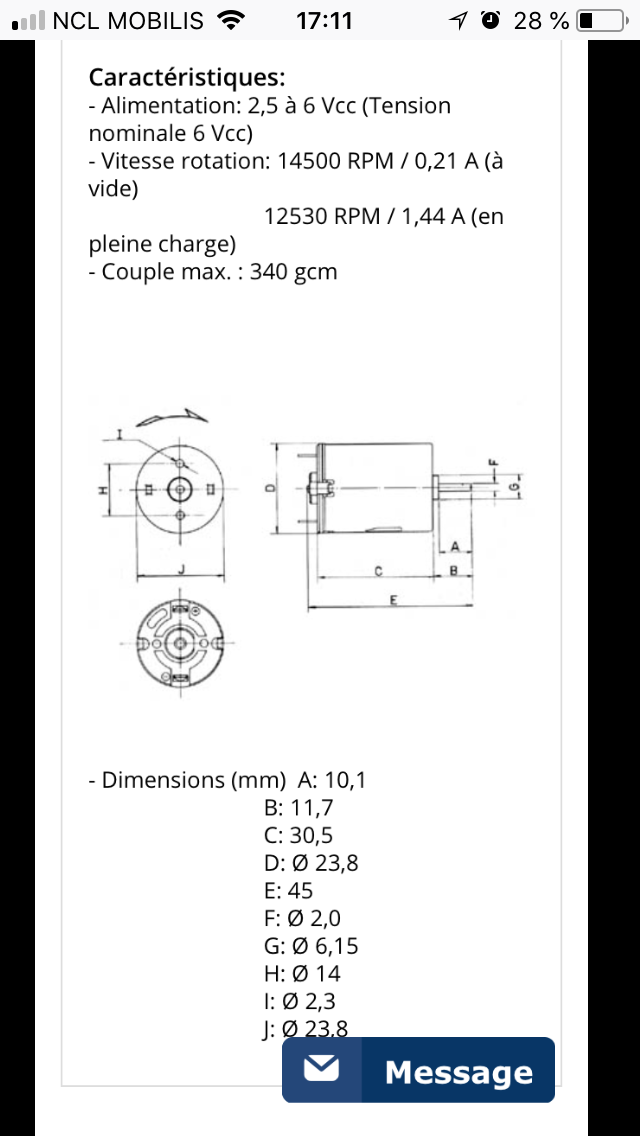 NCL MOBILIS 17:11 28 %
Caractéristiques:
- Alimentation: 2,5 à 6 Vcc (Tension
nominale 6 Vcc)
- Vitesse rotation: 14500 RPM / 0,21 A (à
vide)
12530 RPM / 1,44 A (en
pleine charge)
- Couple max. : 340 gcm
I
H
J
D
F
G
A
C
B
E
- Dimensions (mm) A: 10,1
B: 11,7
C: 30,5
D: Ø 23,8
E: 45
F: Ø 2,0
G: Ø 6,15
H: Ø 14
I: Ø 2,3
J: Ø 23,8
Message